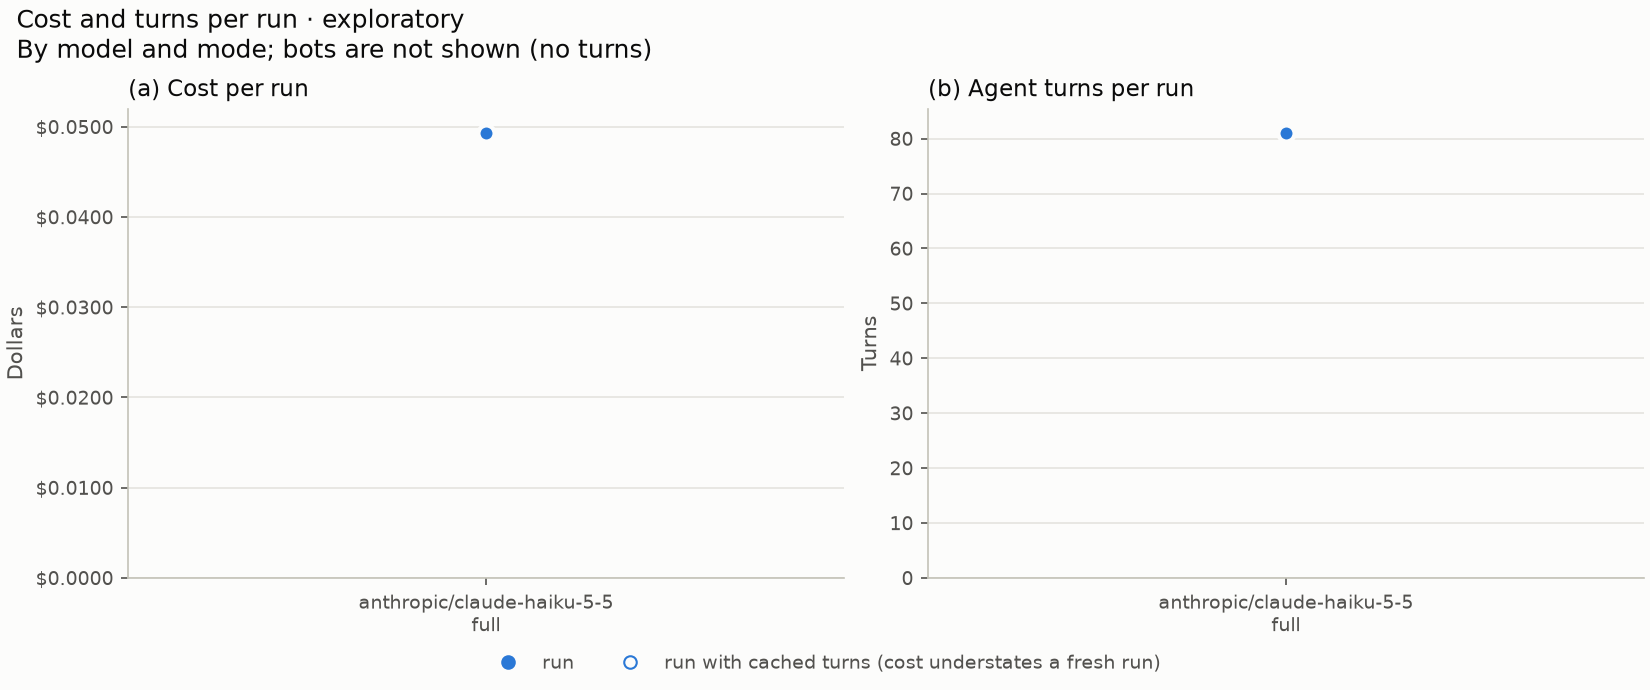 Cost and turns per run · exploratory
By model and mode; bots are not shown (no turns)
(a) Cost per run
$0.0500
$0.0400
$0.0300
$0.0200
$0.0100
$0.0000
Dollars
anthropic/claude-haiku-5-5
full
(b) Agent turns per run
80
70
60
50
40
30
20
10
0
Turns
anthropic/claude-haiku-5-5
full
run
run with cached turns (cost understates a fresh run)